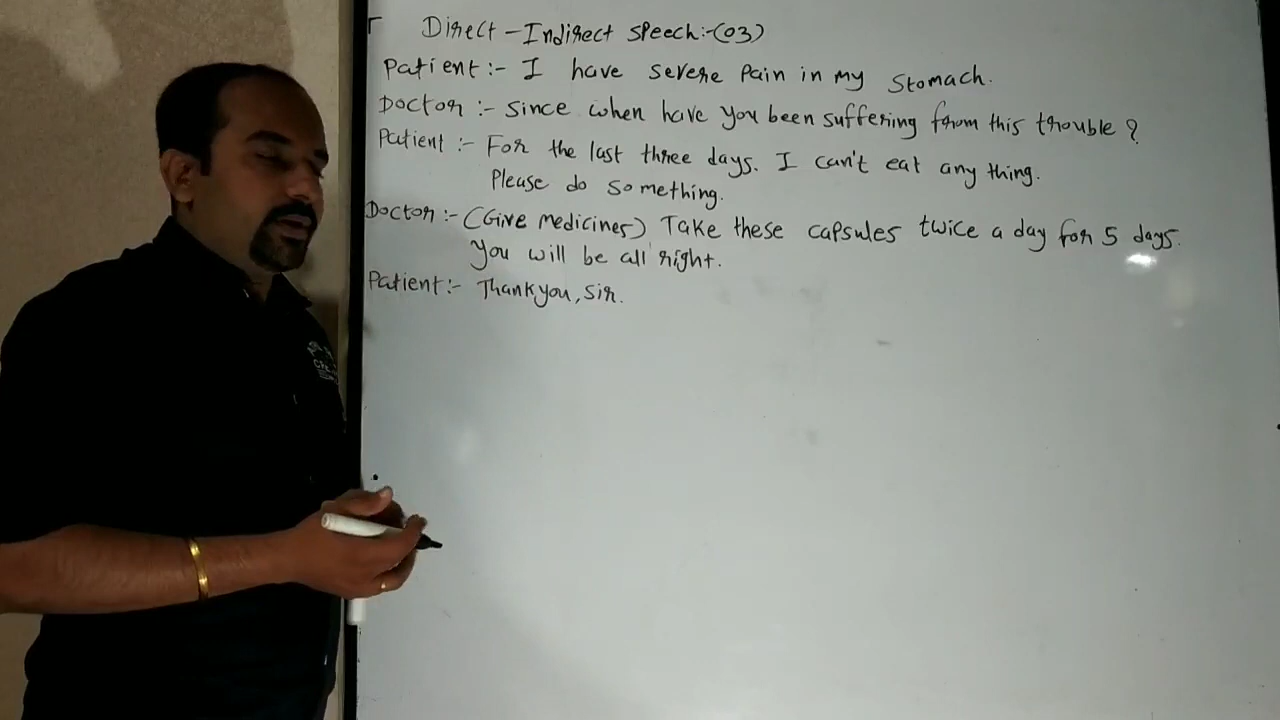 Direct - Indirect speech:-(03)
Patient :- I have severe Pain in my Stomach.
Doctor :- Since when have you been suffering from this trouble ?
Patient :- For the last three days. I can't eat any thing.
Please do something.
Doctor :- (Give medicines) Take these capsules twice a day for 5 days.
You will be all right.
Patient :- Thank you, Sir.